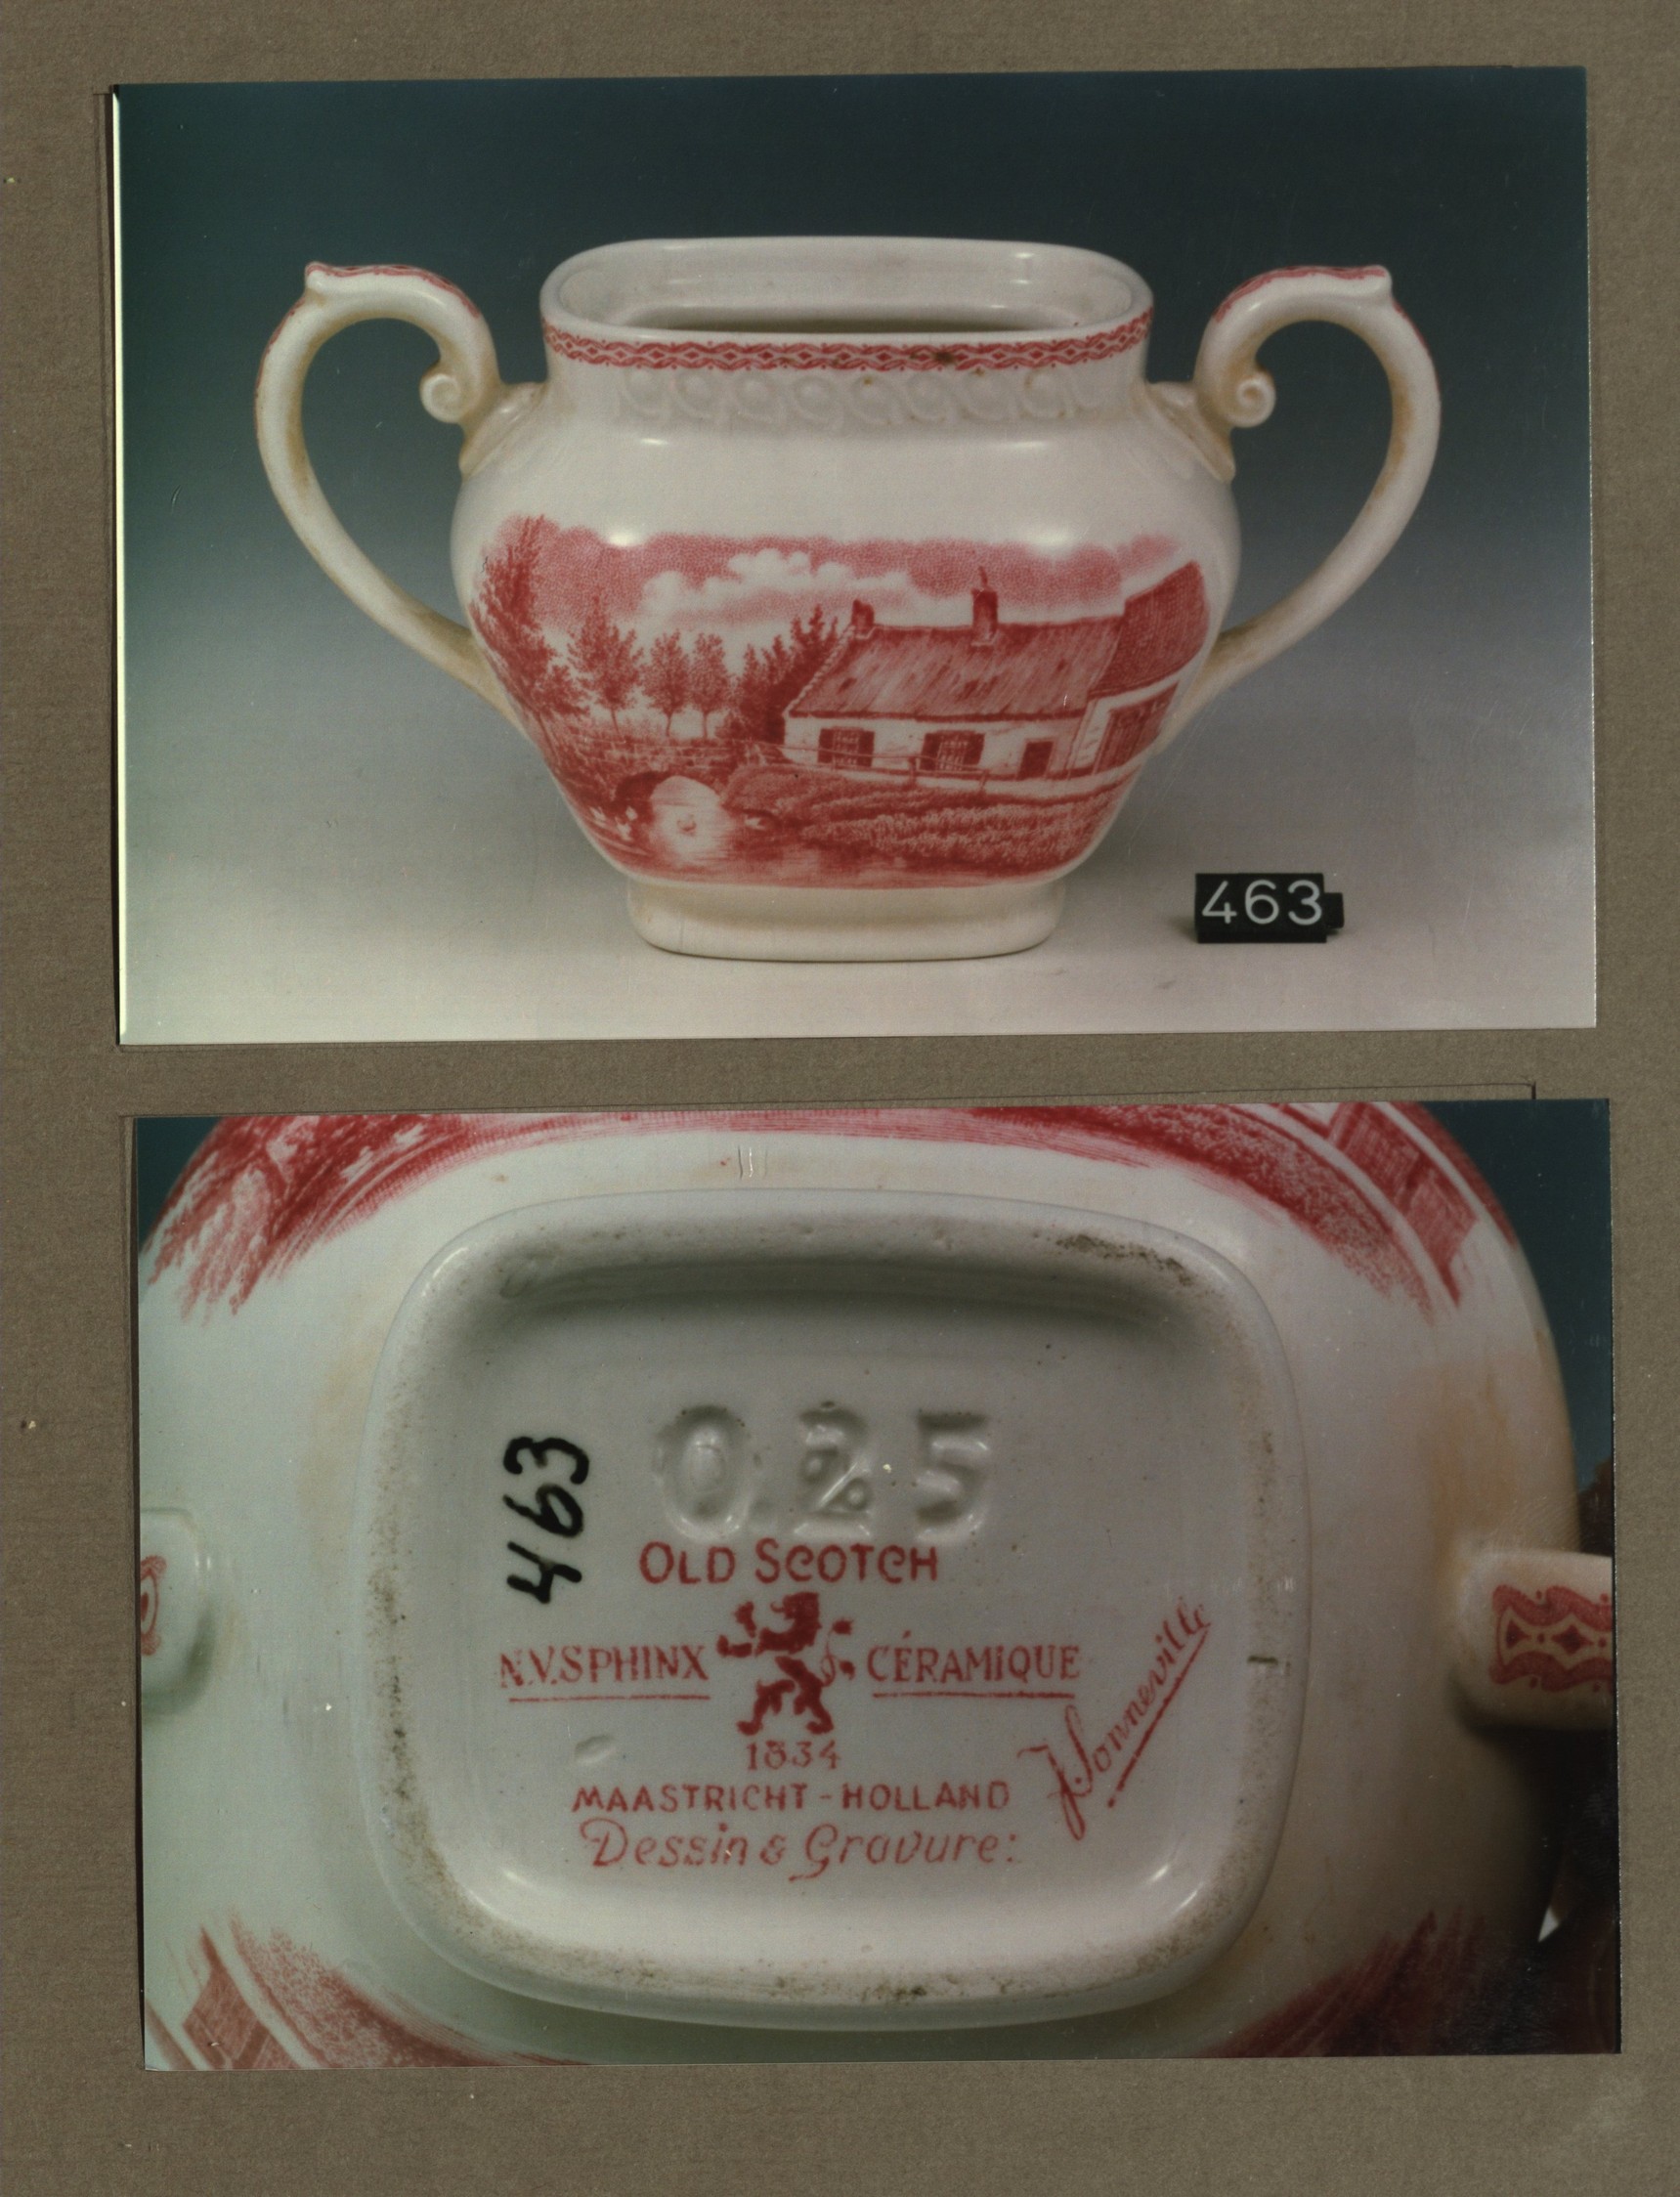 463
463
0.25
OLD SCOTCH
N.V. SPHINX CÉRAMIQUE
1834
MAASTRICHT - HOLLAND
Dessin & Gravure:
J Sonneville